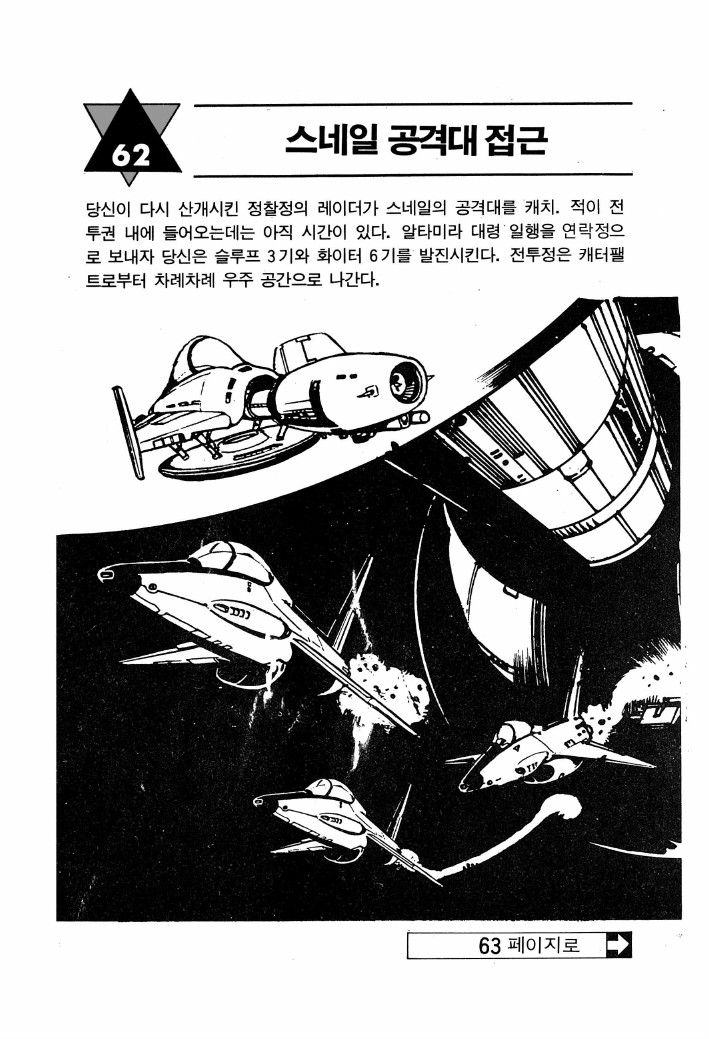 62
스네일 공격대 접근
당신이 다시 산개시킨 정찰정의 레이더가 스네일의 공격대를 캐치. 적이 전
투권 내에 들어오는데는 아직 시간이 있다. 알타미라 대령 일행을 연락정으
로 보내자 당신은 슬루프 3기와 화이터 6기를 발진시킨다. 전투정은 캐터팰
트로부터 차례차례 우주 공간으로 나간다.
63 페이지로